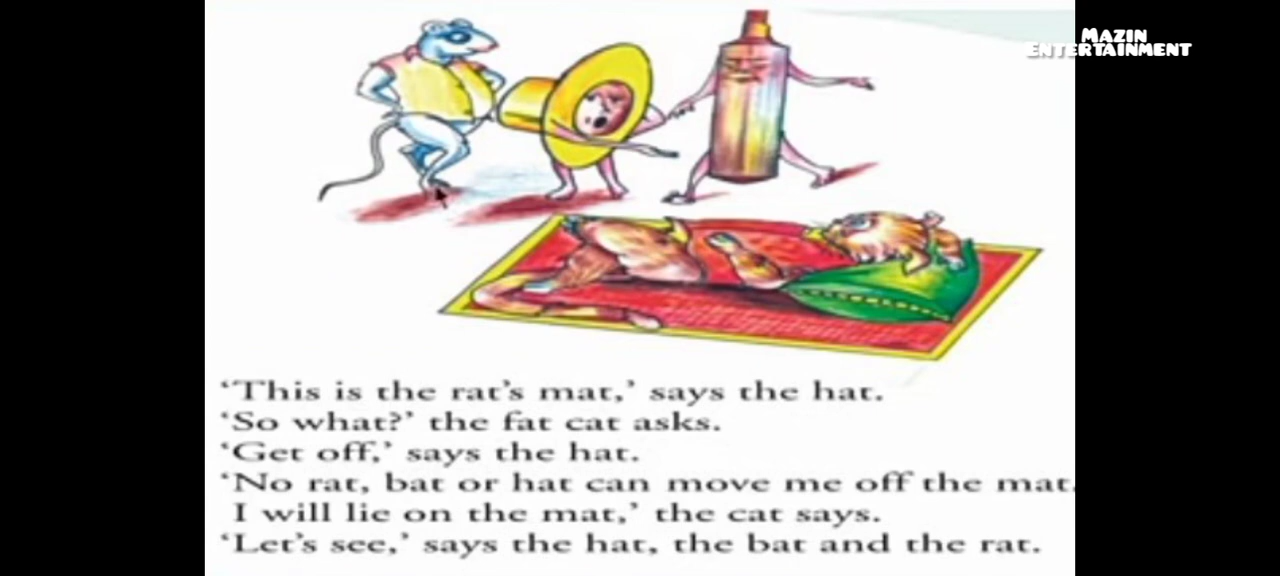 MAZIN
ENTERTAINMENT
‘This is the rat’s mat,’ says the hat.
‘So what?’ the fat cat asks.
‘Get off,’ says the hat.
‘No rat, bat or hat can move me off the mat.
I will lie on the mat,’ the cat says.
‘Let’s see,’ says the hat, the bat and the rat.